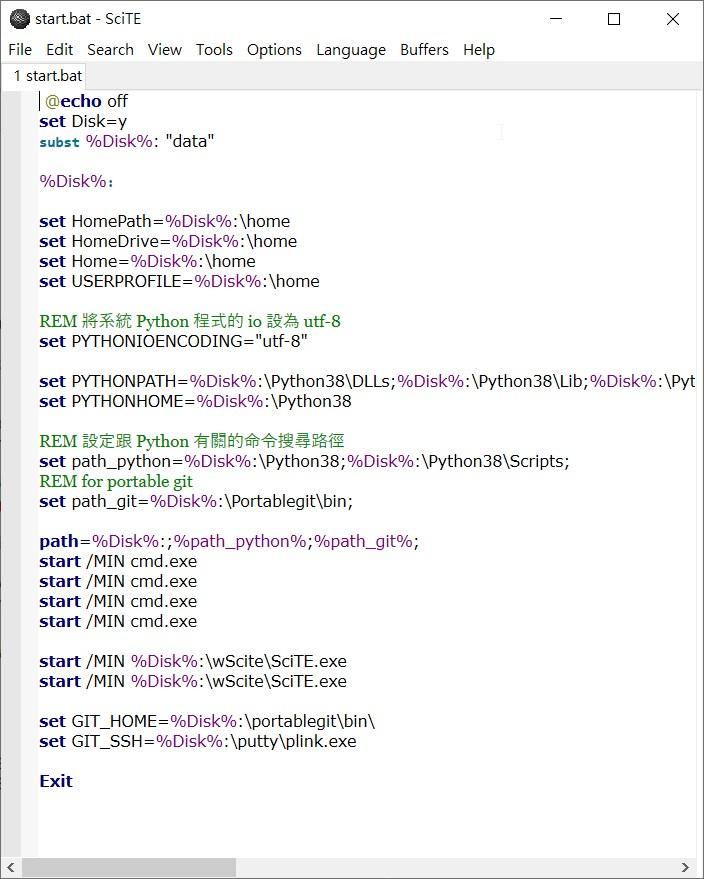 start.bat - SciTE
File Edit Search View Tools Options Language Buffers Help
1 start.bat
@echo off
set Disk=y
subst %Disk%: "data"
%Disk%:
set HomePath=%Disk%:\home
set HomeDrive=%Disk%:\home
set Home=%Disk%:\home
set USERPROFILE=%Disk%:\home
REM 將系統 Python 程式的 io 設為 utf-8
set PYTHONIOENCODING="utf-8"
set PYTHONPATH=%Disk%:\Python38\DLLs;%Disk%:\Python38\Lib;%Disk%:\Pyt
set PYTHONHOME=%Disk%:\Python38
REM 設定跟 Python 有關的命令搜尋路徑
set path_python=%Disk%:\Python38;%Disk%:\Python38\Scripts;
REM for portable git
set path_git=%Disk%:\Portablegit\bin;
path=%Disk%:;%path_python%;%path_git%;
start /MIN cmd.exe
start /MIN cmd.exe
start /MIN cmd.exe
start /MIN cmd.exe
start /MIN %Disk%:\wScite\SciTE.exe
start /MIN %Disk%:\wScite\SciTE.exe
set GIT_HOME=%Disk%:\portablegit\bin\
set GIT_SSH=%Disk%:\putty\plink.exe
Exit